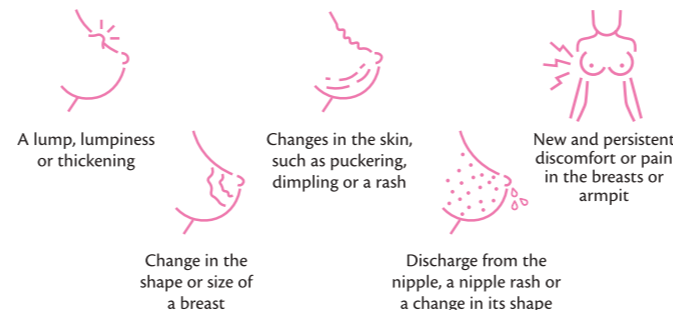 A lump, lumpiness
or thickening
Changes in the skin,
such as puckering,
dimpling or a rash
New and persistent
discomfort or pain
in the breasts or
armpit
Change in the
shape or size of
a breast
Discharge from the
nipple, a nipple rash or
a change in its shape